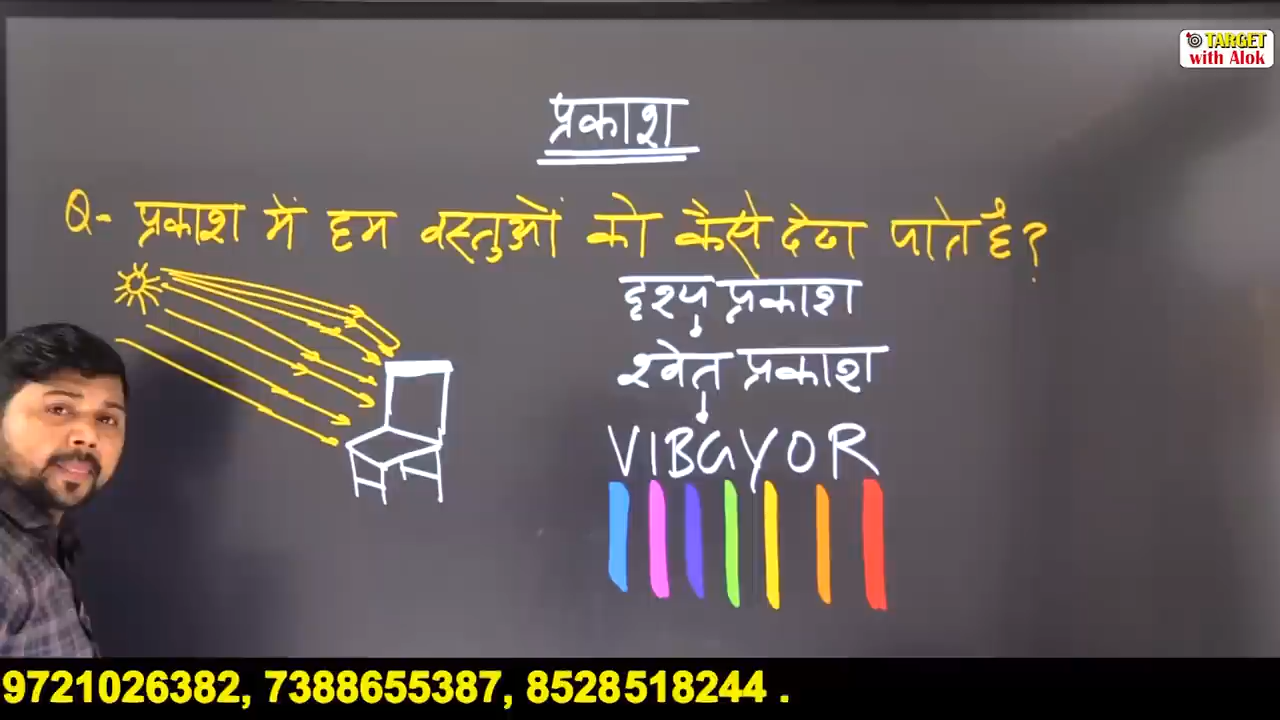 TARGET
with Alok
प्रकाश
Q- प्रकाश में हम वस्तुओं को कैसे देख पाते है?
दृश्य प्रकाश
श्वेत प्रकाश
VIBGYOR
9721026382, 7388655387, 8528518244 .